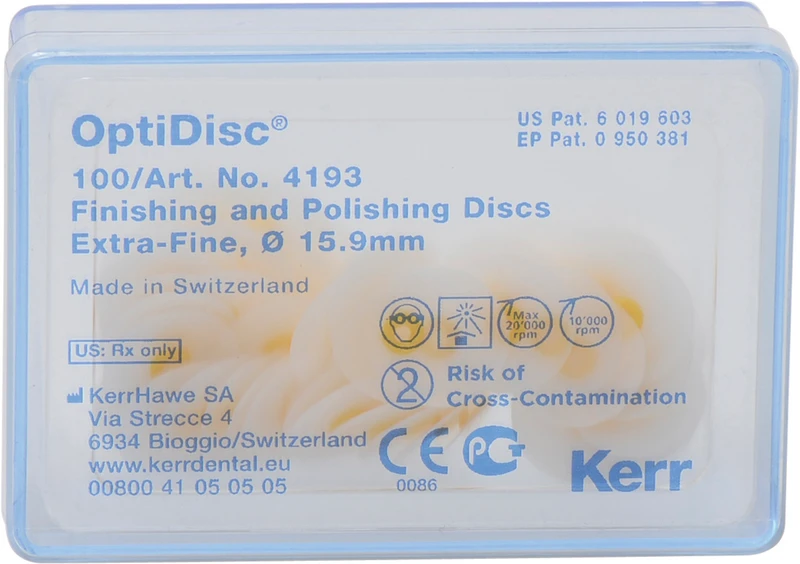 OptiDisc®
US Pat. 6 019 603
EP Pat. 0 950 381
100/Art. No. 4193
Finishing and Polishing Discs
Extra-Fine, Ø 15.9mm
Made in Switzerland
Max
20'000
rpm
10'000
rpm
US: Rx only
2
Risk of
Cross-Contamination
KerrHawe SA
Via Strecce 4
6934 Bioggio/Switzerland
www.kerrdental.eu
00800 41 05 05 05
CE
0086
PCT
Kerr